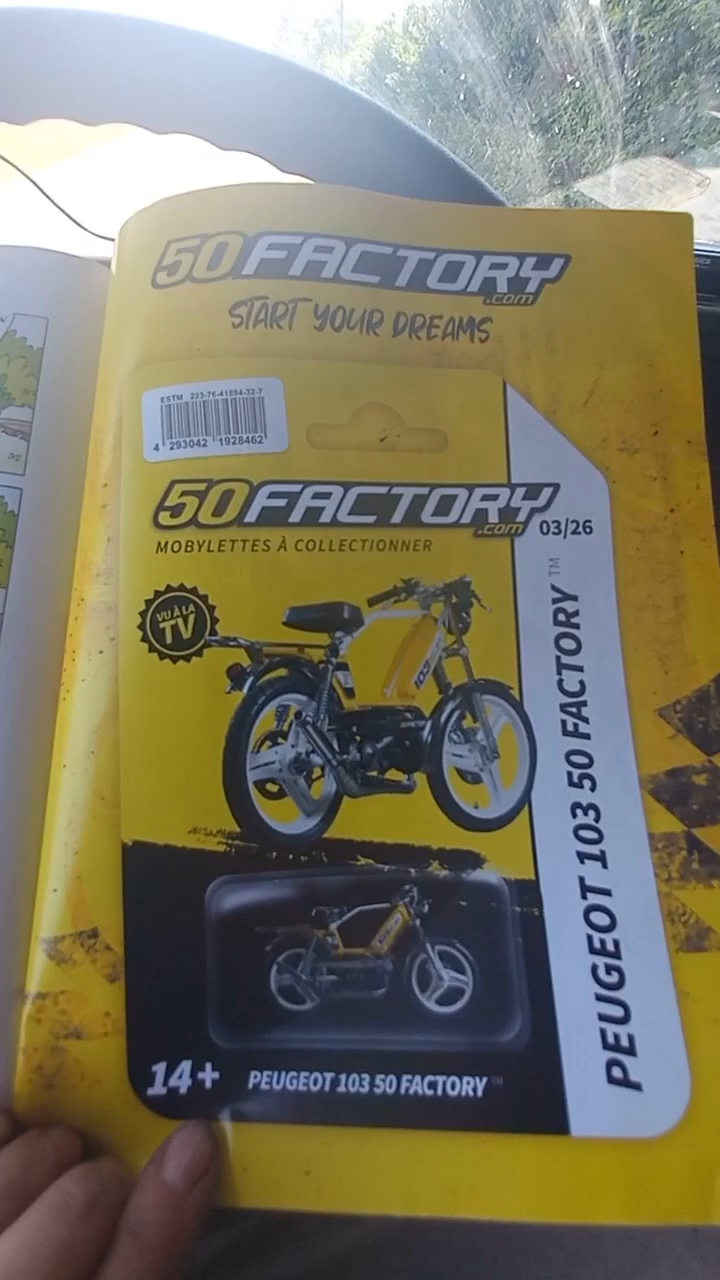 50FACTORY
.com
START YOUR DREAMS
ESTM 223-76-41894-32-7
4 293042 1928462
50FACTORY
.com
03/26
MOBYLETTES À COLLECTIONNER
VU À LA
TV
103
PEUGEOT 103 50 FACTORY™
14+
PEUGEOT 103 50 FACTORY™